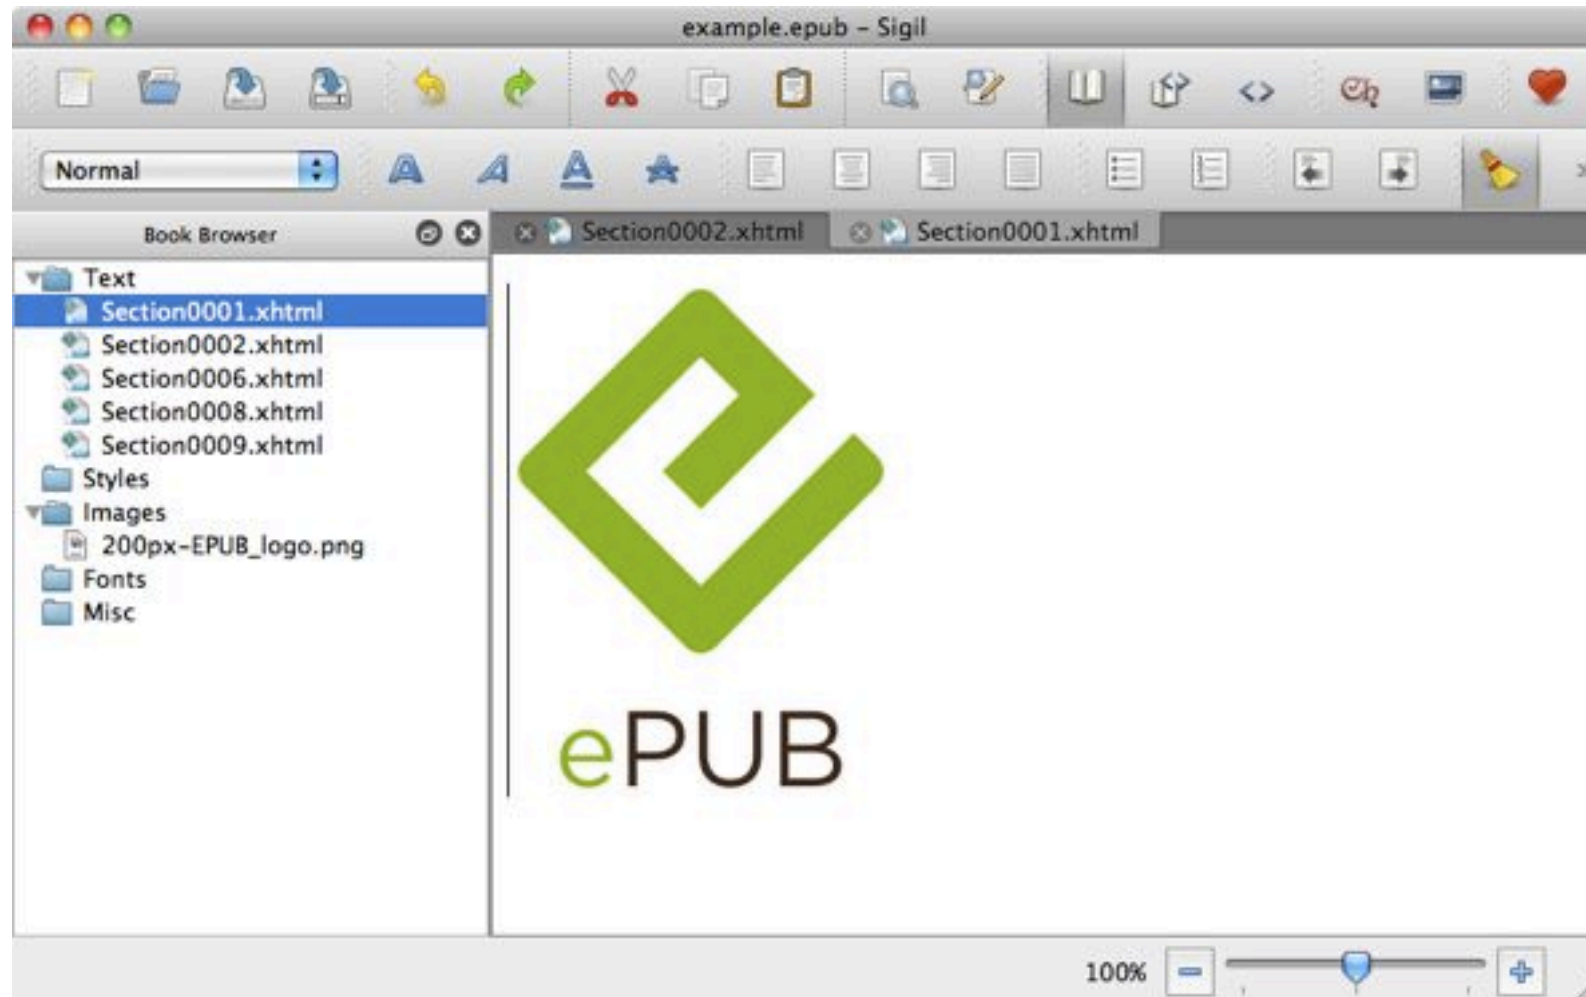 example.epub – Sigil
Normal
Book Browser
Section0002.xhtml
Section0001.xhtml
Text
Section0001.xhtml
Section0002.xhtml
Section0006.xhtml
Section0008.xhtml
Section0009.xhtml
Styles
Images
200px-EPUB_logo.png
Fonts
Misc
ePUB
100%